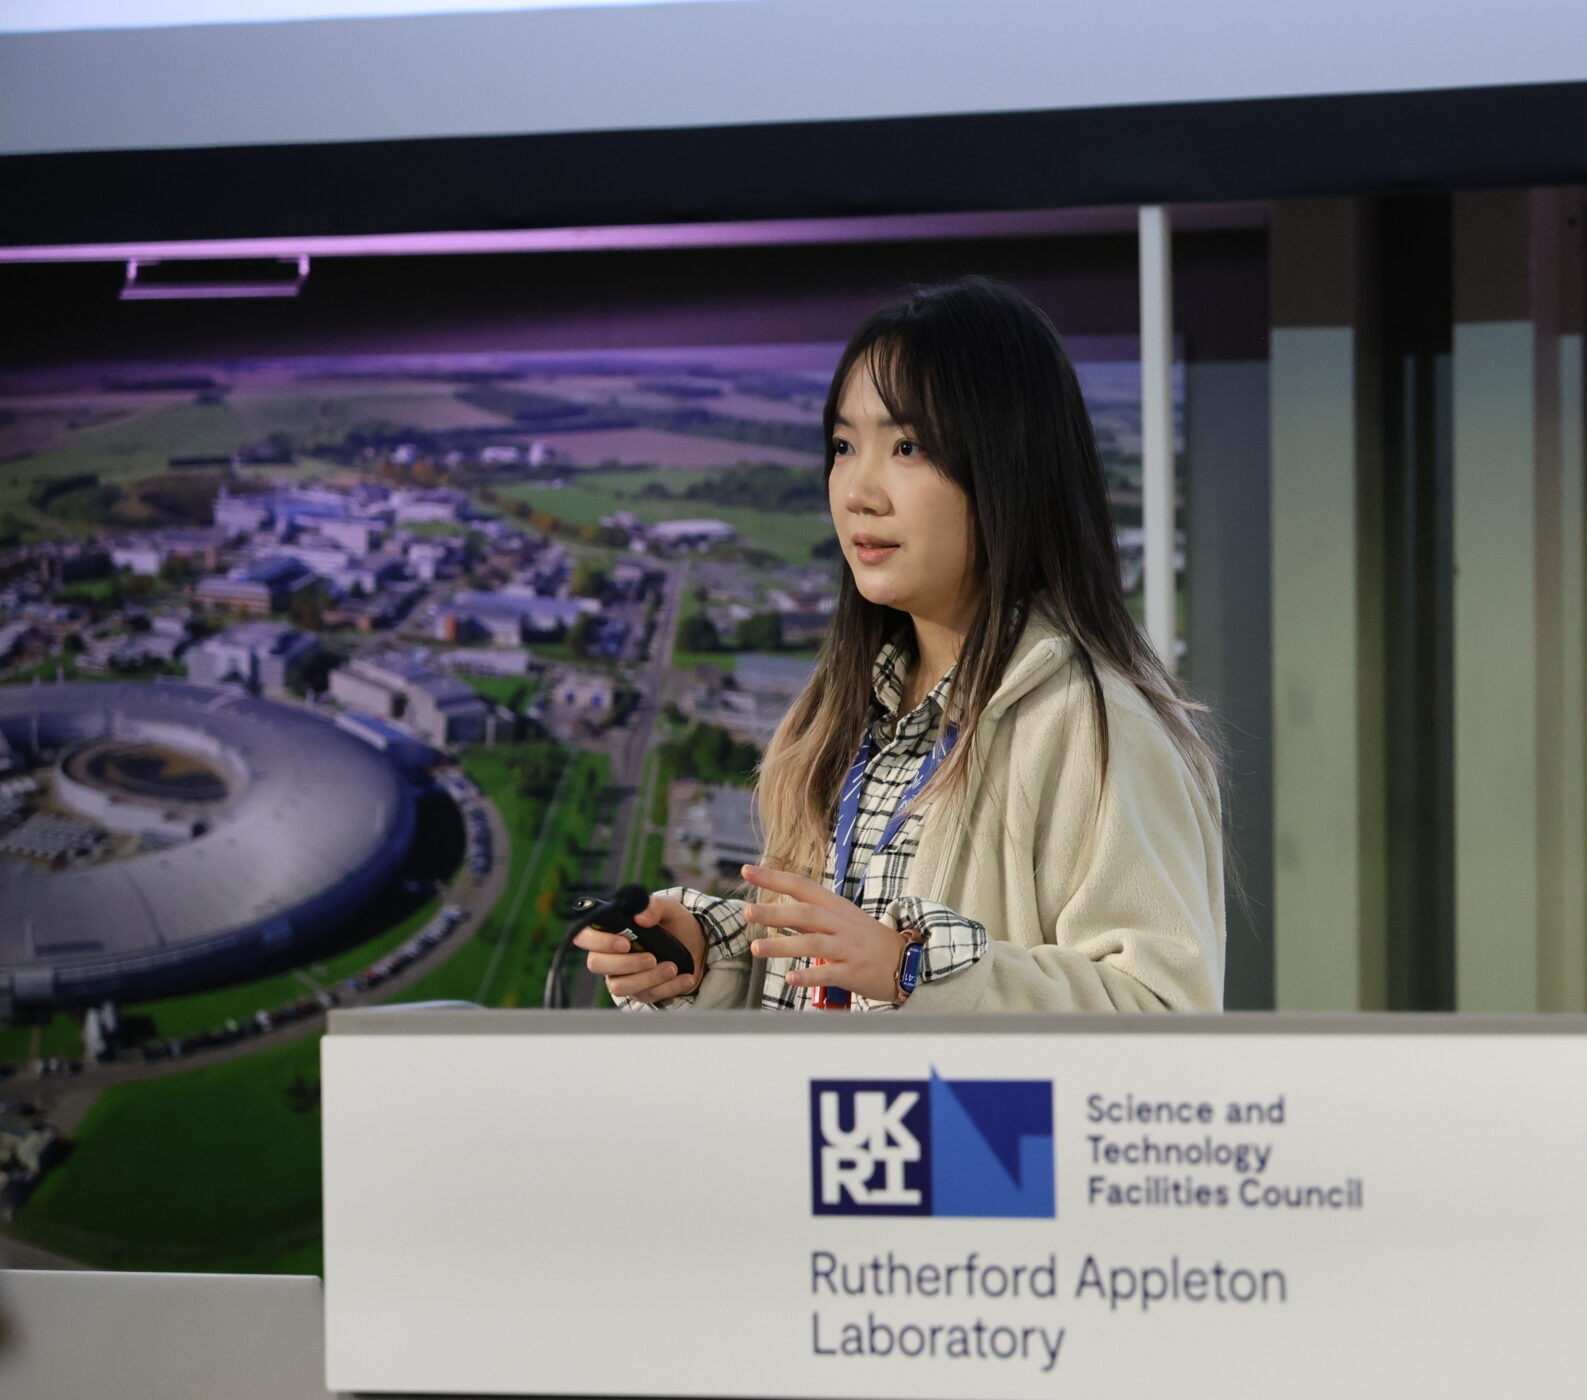 UK
RI
Science and
Technology
Facilities Council
Rutherford Appleton
Laboratory